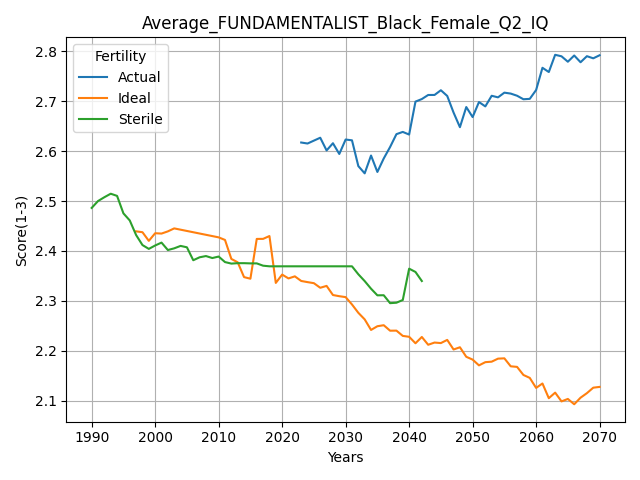 Average_FUNDAMENTALIST_Black_Female_Q2_IQ
Fertility
Actual
Ideal
Sterile
Score(1-3)
2.8
2.7
2.6
2.5
2.4
2.3
2.2
2.1
1990 2000 2010 2020 2030 2040 2050 2060 2070
Years